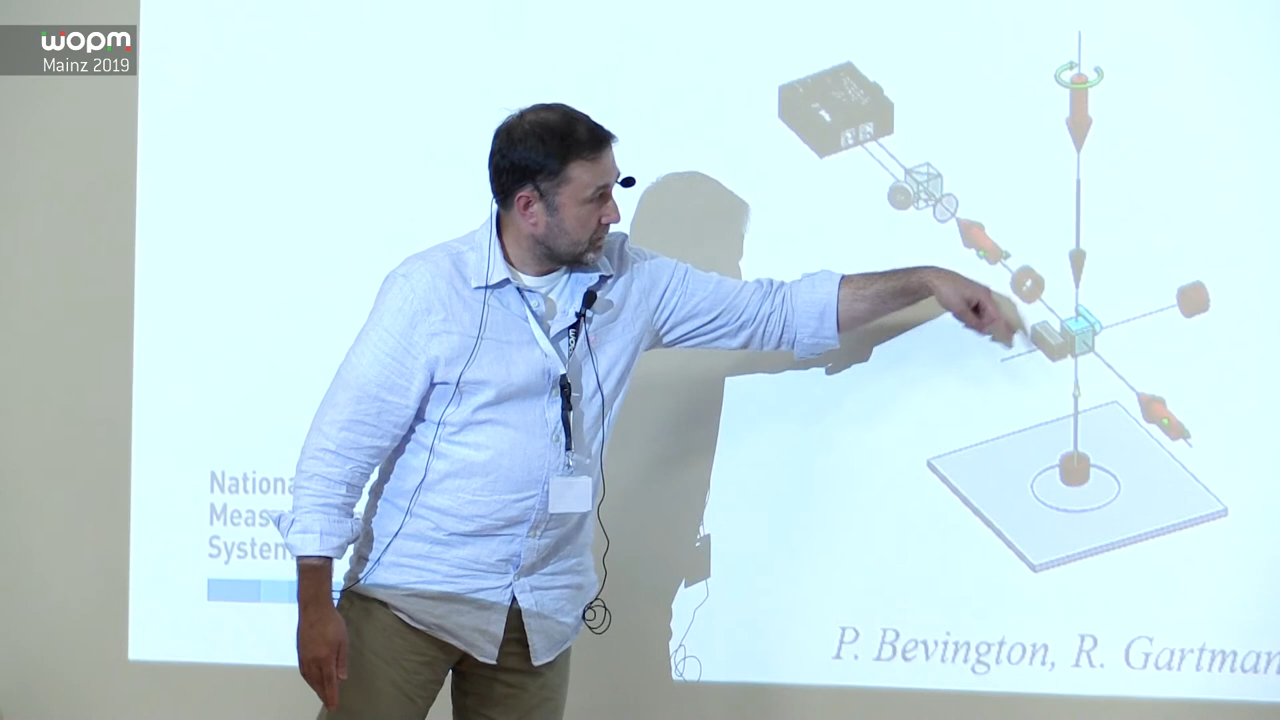 wopm
Mainz 2019
Nationa
Meas
System
P. Bevington, R. Gartman